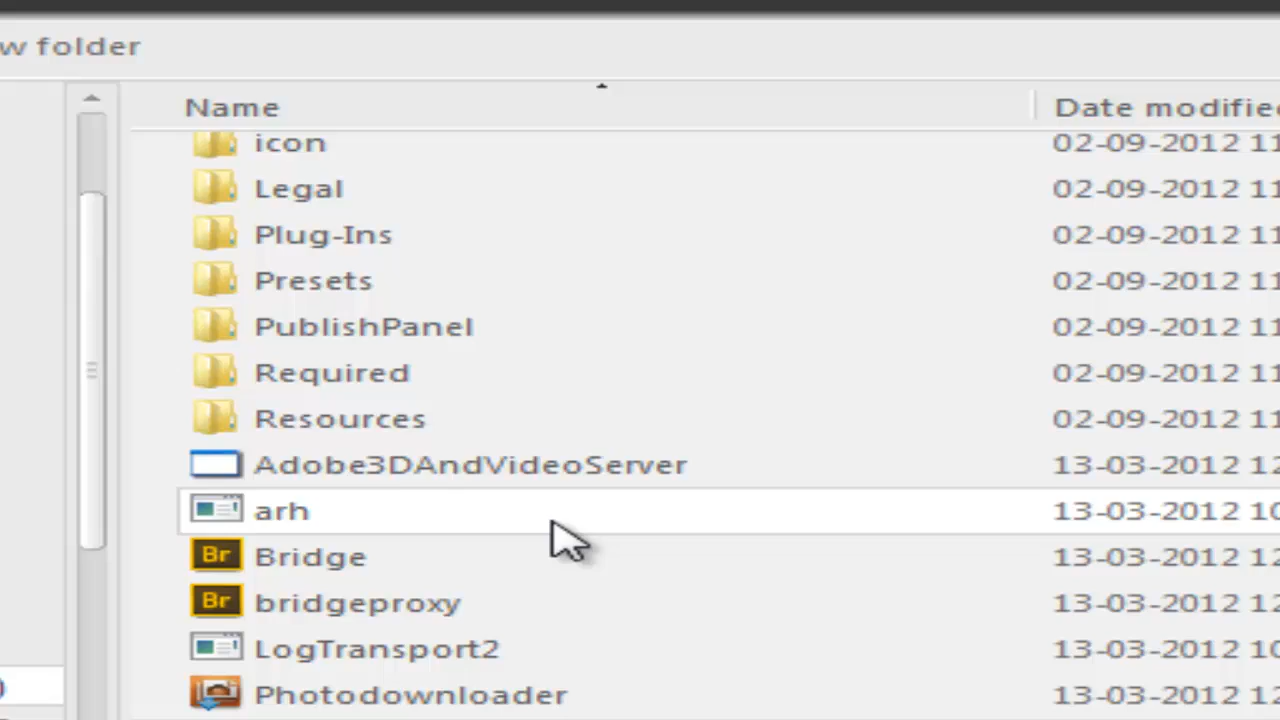 w folder
Name Date modifie
icon 02-09-2012 11
Legal 02-09-2012 11
Plug-Ins 02-09-2012 11
Presets 02-09-2012 11
PublishPanel 02-09-2012 11
Required 02-09-2012 11
Resources 02-09-2012 11
Adobe3DAndVideoServer 13-03-2012 12
arh 13-03-2012 10
Br Bridge 13-03-2012 12
Br bridgeproxy 13-03-2012 12
LogTransport2 13-03-2012 10
Photodownloader 13-03-2012 12